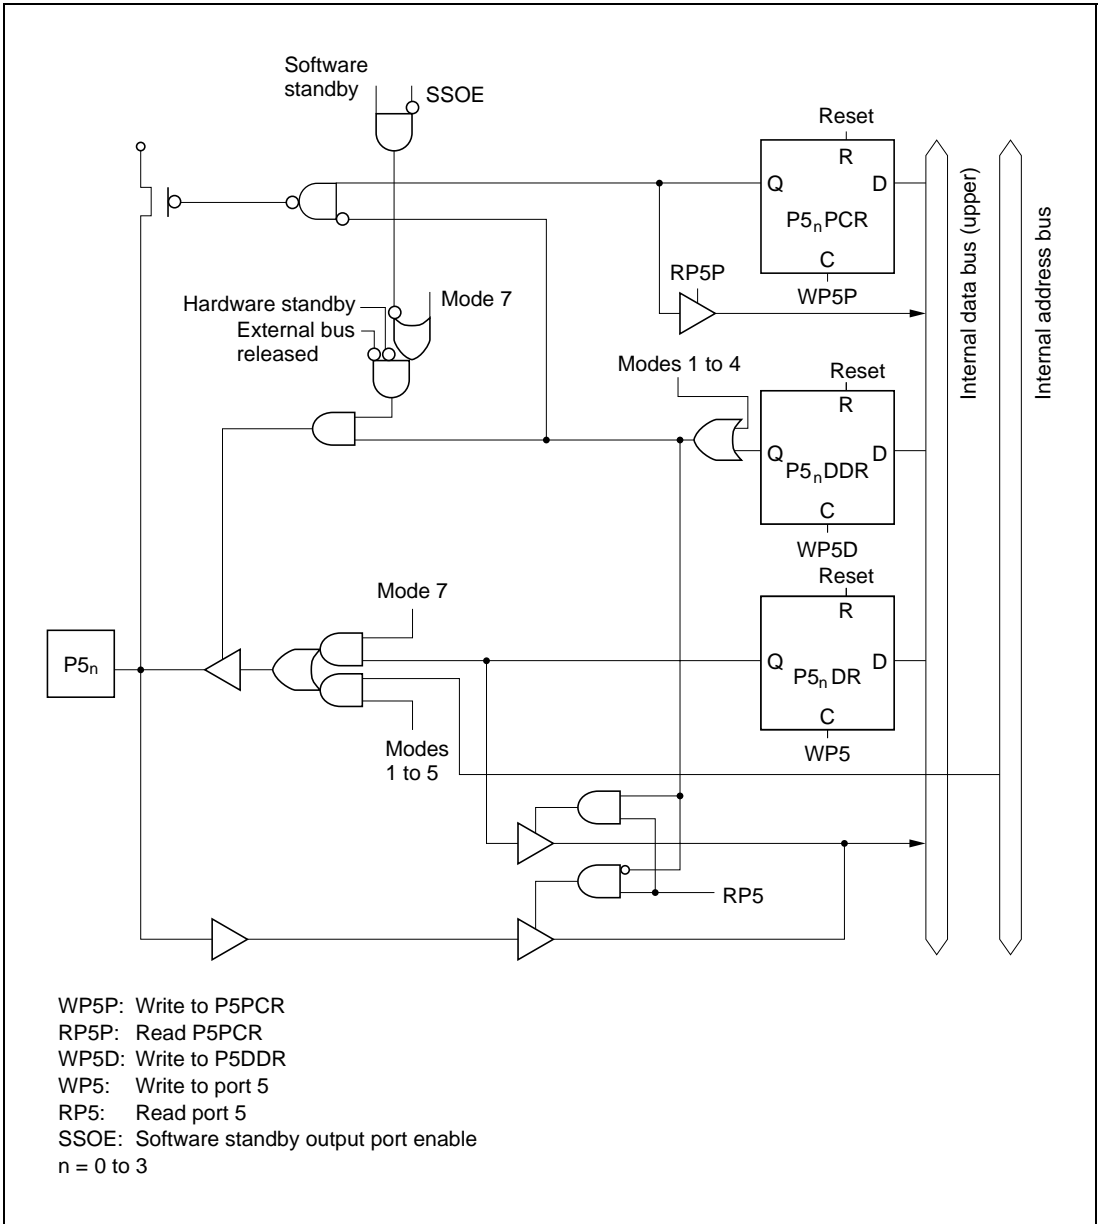 Software
standby
SSOE
Reset
R
Q
D
P5nPCR
C
WP5P
RP5P
Internal data bus (upper)
Internal address bus
Hardware standby
Mode 7
External bus
released
Modes 1 to 4
Reset
R
Q
D
P5nDDR
C
WP5D
Mode 7
Reset
R
P5n
Q
D
P5n DR
C
WP5
Modes
1 to 5
RP5
WP5P: Write to P5PCR
RP5P: Read P5PCR
WP5D: Write to P5DDR
WP5: Write to port 5
RP5: Read port 5
SSOE: Software standby output port enable
n = 0 to 3